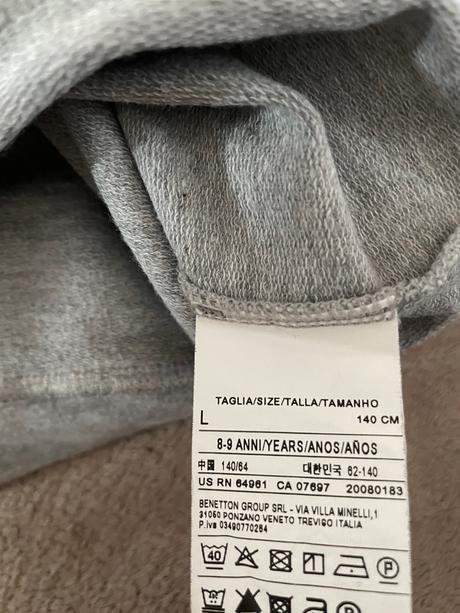 TAGLIA/SIZE/TALLA/TAMANHO
L 140 CM
8-9 ANNI/YEARS/ANOS/AÑOS
中国 140/64 대한민국 62-140
US RN 64961 CA 07697 20080183
BENETTON GROUP SRL - VIA VILLA MINELLI,1
31050 PONZANO VENETO TREVISO ITALIA
P.iva 03490770264
40 P